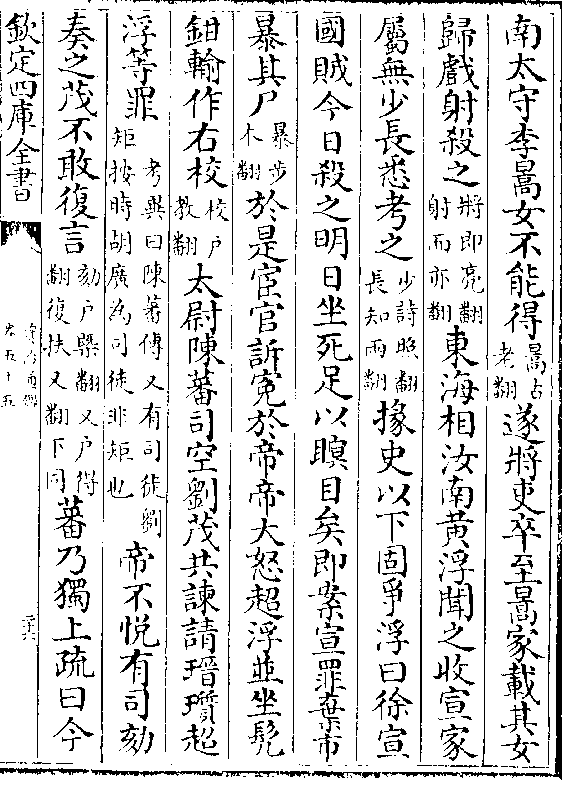 南太守李暠女不能得暠古老翻遂將吏卒至暠家載其女
歸戲射殺之將即亮翻射而亦翻東海相汝南黄浮聞之收宣家
屬無少長悉考之少詩照翻長知两翻掾史以下固爭浮曰徐宣
國賊今日殺之明日坐死足以瞑目矣即案宣罪棄市
暴其尸暴步木翻於是宦官訴寃於帝帝大怒超浮並坐髠
鉗輸作右校校户教翻太尉陳蕃司空劉茂共諫請瑨瓆超
浮等罪考異曰陳蕃傳又有司徒劉矩按時胡廣為司徒非矩也帝不悦有司劾
奏之茂不敢復言劾户槩翻又户得翻復扶又翻下同蕃乃獨上疏曰今
欽定四庫全書 資治通鑑 卷五十五 二十六